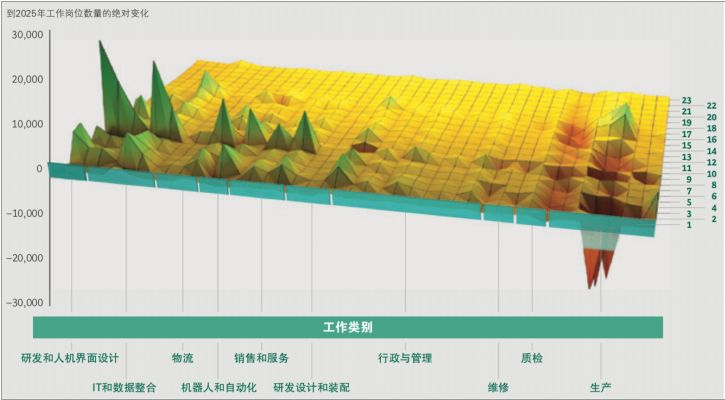 到2025年工作岗位数量的绝对变化
30,000
20,000
10,000
0
−10,000
−20,000
−30,000
23
22
21
20
19
18
17
16
15
14
13
12
11
10
9
8
7
6
5
4
3
2
1
工作类别
研发和人机界面设计
物流
销售和服务
行政与管理
质检
IT和数据整合
机器人和自动化
研发设计和装配
维修
生产